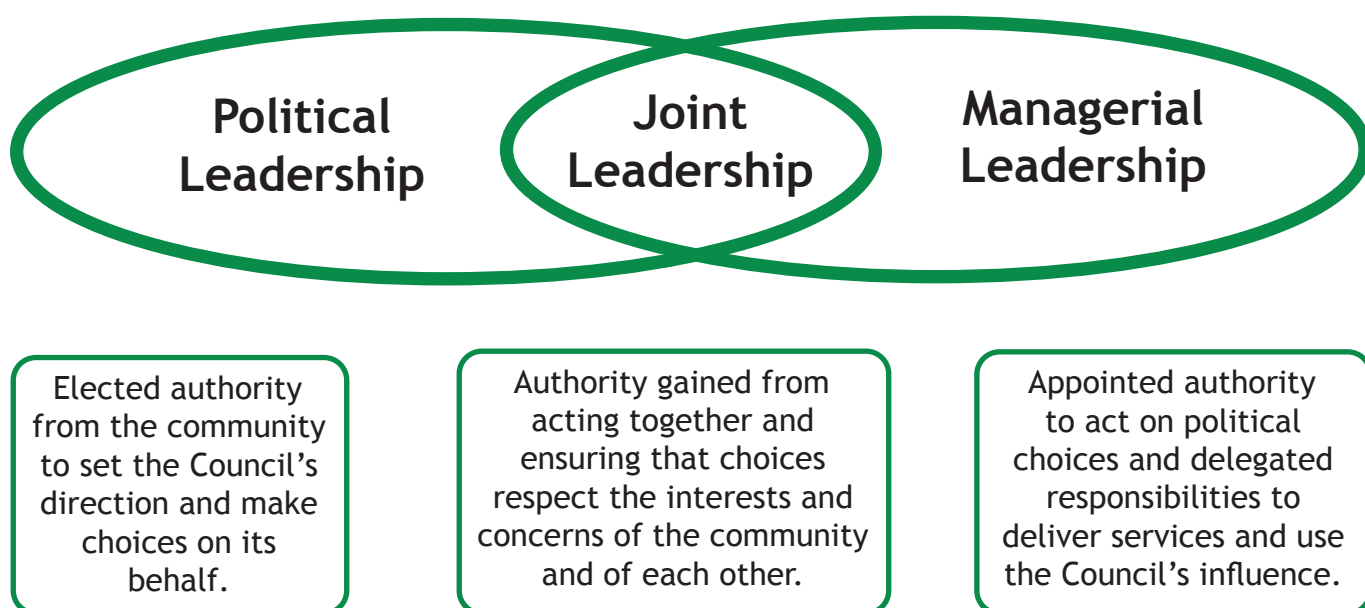 Political
Leadership
Joint
Leadership
Managerial
Leadership
Elected authority
from the community
to set the Council’s
direction and make
choices on its
behalf.
Authority gained from
acting together and
ensuring that choices
respect the interests and
concerns of the community
and of each other.
Appointed authority
to act on political
choices and delegated
responsibilities to
deliver services and use
the Council’s influence.